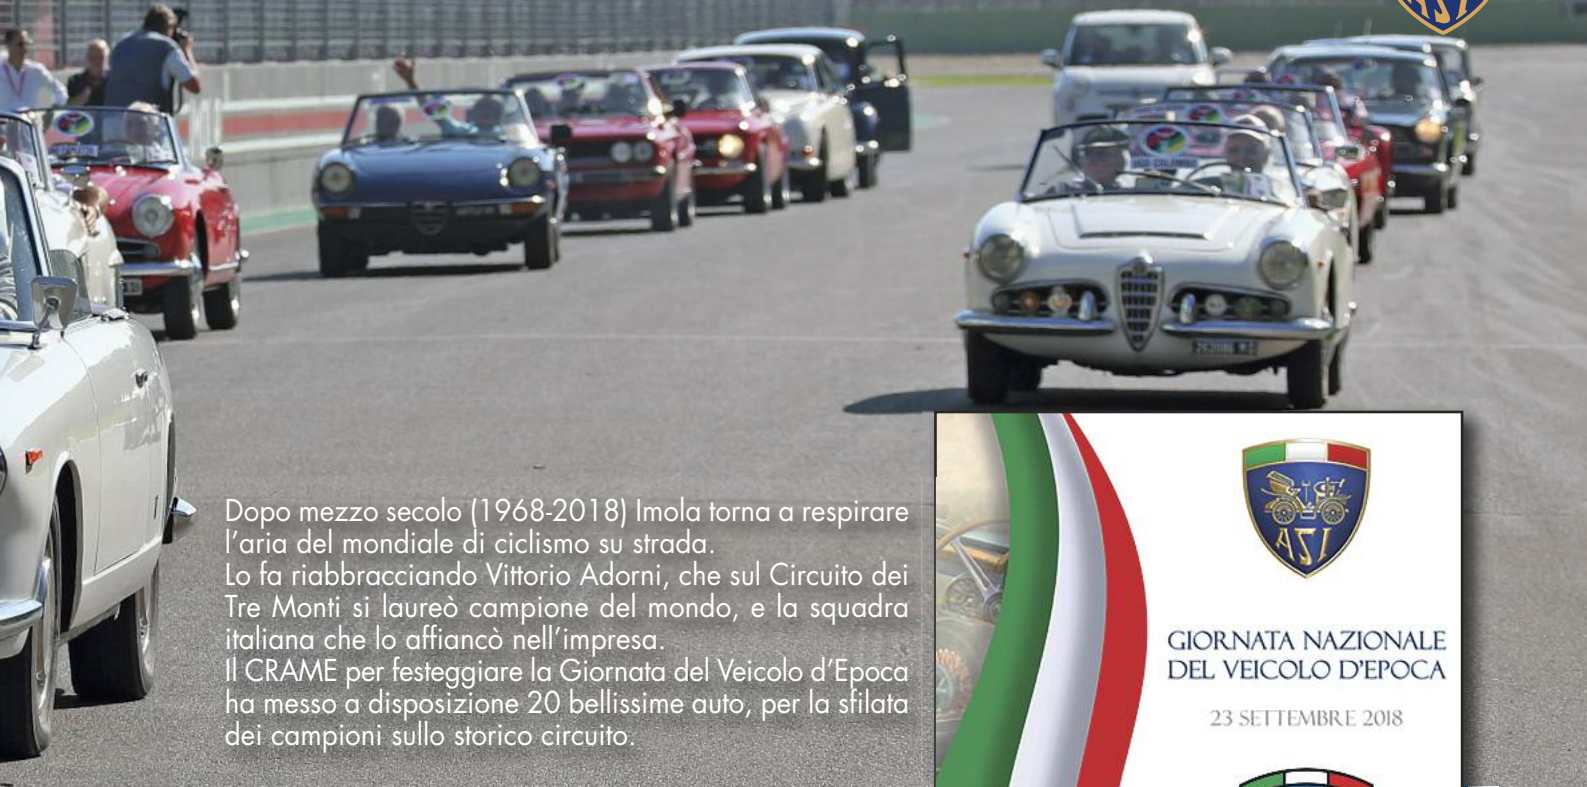 ASI
Dopo mezzo secolo (1968-2018) Imola torna a respirare
l'aria del mondiale di ciclismo su strada.
Lo fa riabbracciando Vittorio Adorni, che sul Circuito dei
Tre Monti si laureò campione del mondo, e la squadra
italiana che lo affiancò nell'impresa.
Il CRAME per festeggiare la Giornata del Veicolo d'Epoca
ha messo a disposizione 20 bellissime auto, per la sfilata
dei campioni sullo storico circuito.
ASI
GIORNATA NAZIONALE
DEL VEICOLO D'EPOCA
23 SETTEMBRE 2018